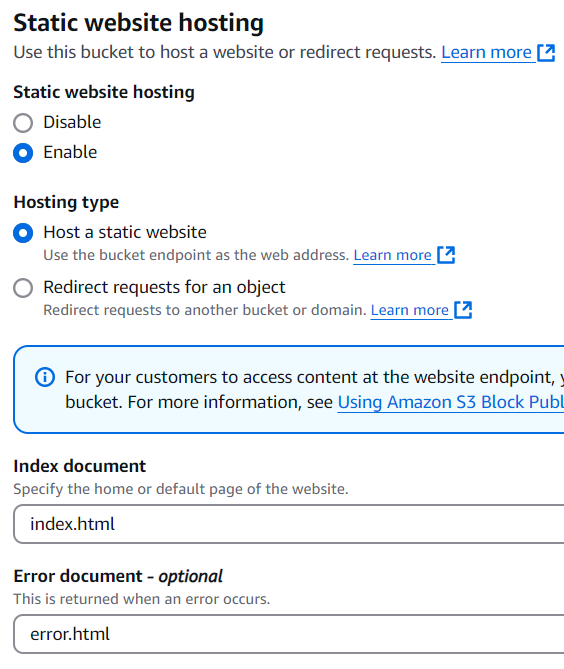 Static website hosting
Use this bucket to host a website or redirect requests. Learn more
Static website hosting
Disable
Enable
Hosting type
Host a static website
Use the bucket endpoint as the web address. Learn more
Redirect requests for an object
Redirect requests to another bucket or domain. Learn more
For your customers to access content at the website endpoint,
bucket. For more information, see Using Amazon S3 Block Publ
Index document
Specify the home or default page of the website.
index.html
Error document - optional
This is returned when an error occurs.
error.html